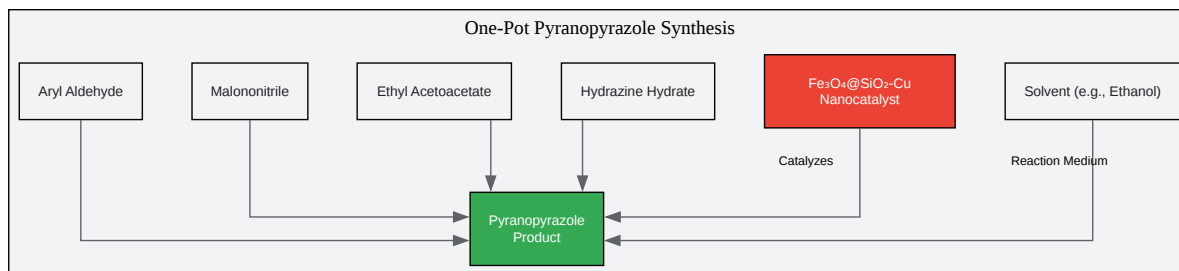 One-Pot Pyranopyrazole Synthesis
Aryl Aldehyde
Malononitrile
Ethyl Acetoacetate
Hydrazine Hydrate
Fe₃O₄@SiO₂-Cu
Nanocatalyst
Solvent (e.g., Ethanol)
Catalyzes
Reaction Medium
Pyranopyrazole
Product